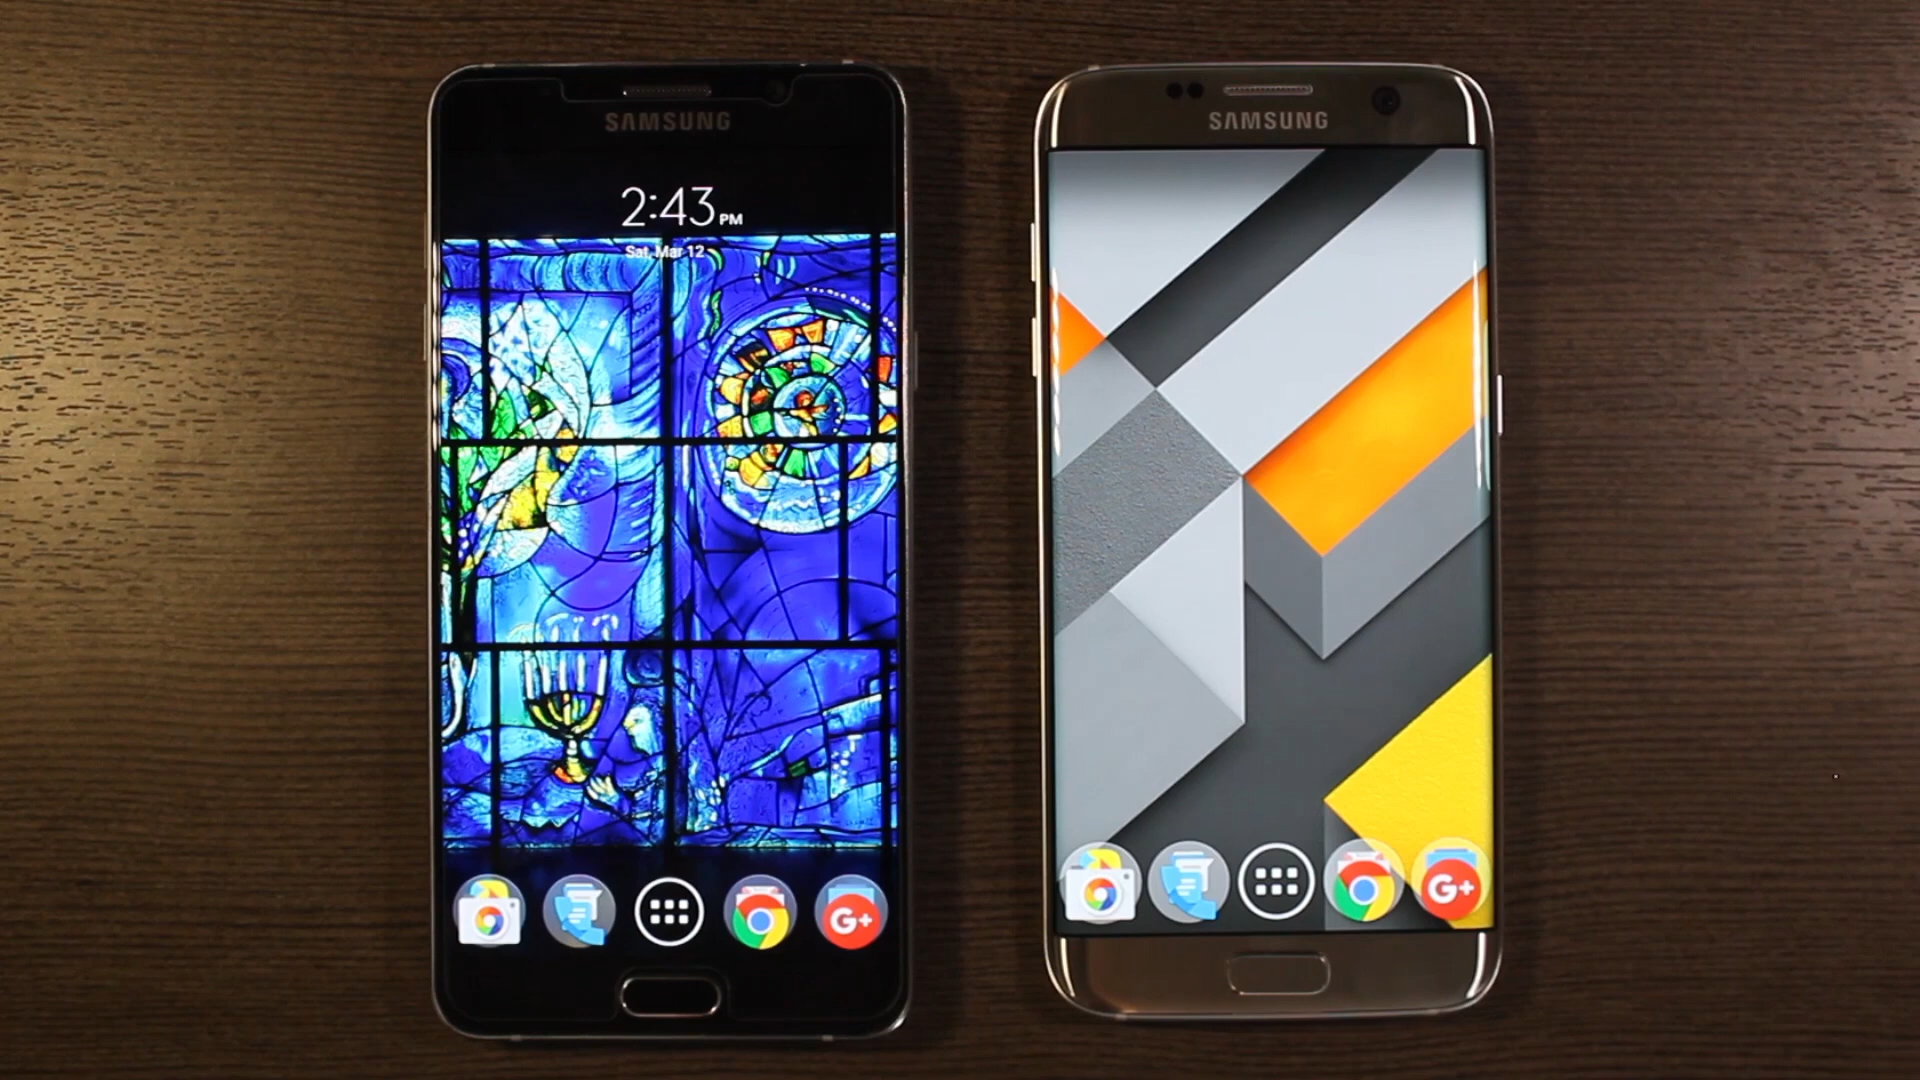 SAMSUNG
2:43 PM
Sat, Mar 12
G+
SAMSUNG
G+